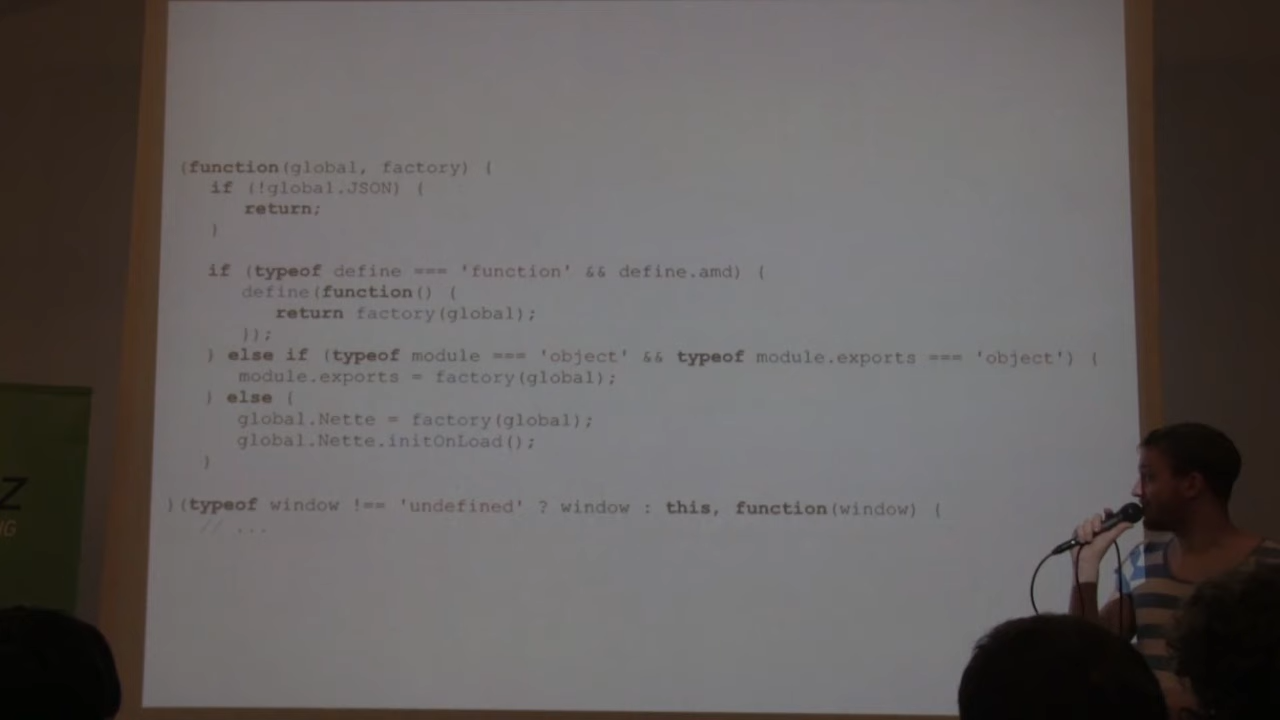 (function(global, factory) {
if (!global.JSON) {
return;
}
if (typeof define === 'function' && define.amd) {
define(function() {
return factory(global);
});
} else if (typeof module === 'object' && typeof module.exports === 'object') {
module.exports = factory(global);
} else {
global.Nette = factory(global);
global.Nette.initOnLoad();
}
}(typeof window !== 'undefined' ? window : this, function(window) {
// ...
Z
NG